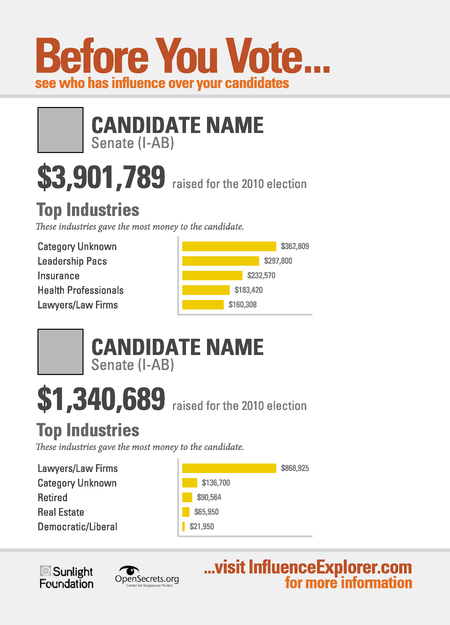 Before You Vote...
see who has influence over your candidates
CANDIDATE NAME
Senate (I-AB)
$3,901,789 raised for the 2010 election
Top Industries
These industries gave the most money to the candidate.
Category Unknown $362,809
Leadership Pacs $297,800
Insurance $232,570
Health Professionals $183,420
Lawyers/Law Firms $160,308
CANDIDATE NAME
Senate (I-AB)
$1,340,689 raised for the 2010 election
Top Industries
These industries gave the most money to the candidate.
Lawyers/Law Firms $868,925
Category Unknown $136,700
Retired $90,564
Real Estate $65,950
Democratic/Liberal $21,950
Sunlight
Foundation
OpenSecrets.org
Center for Responsive Politics
...visit InfluenceExplorer.com
for more information